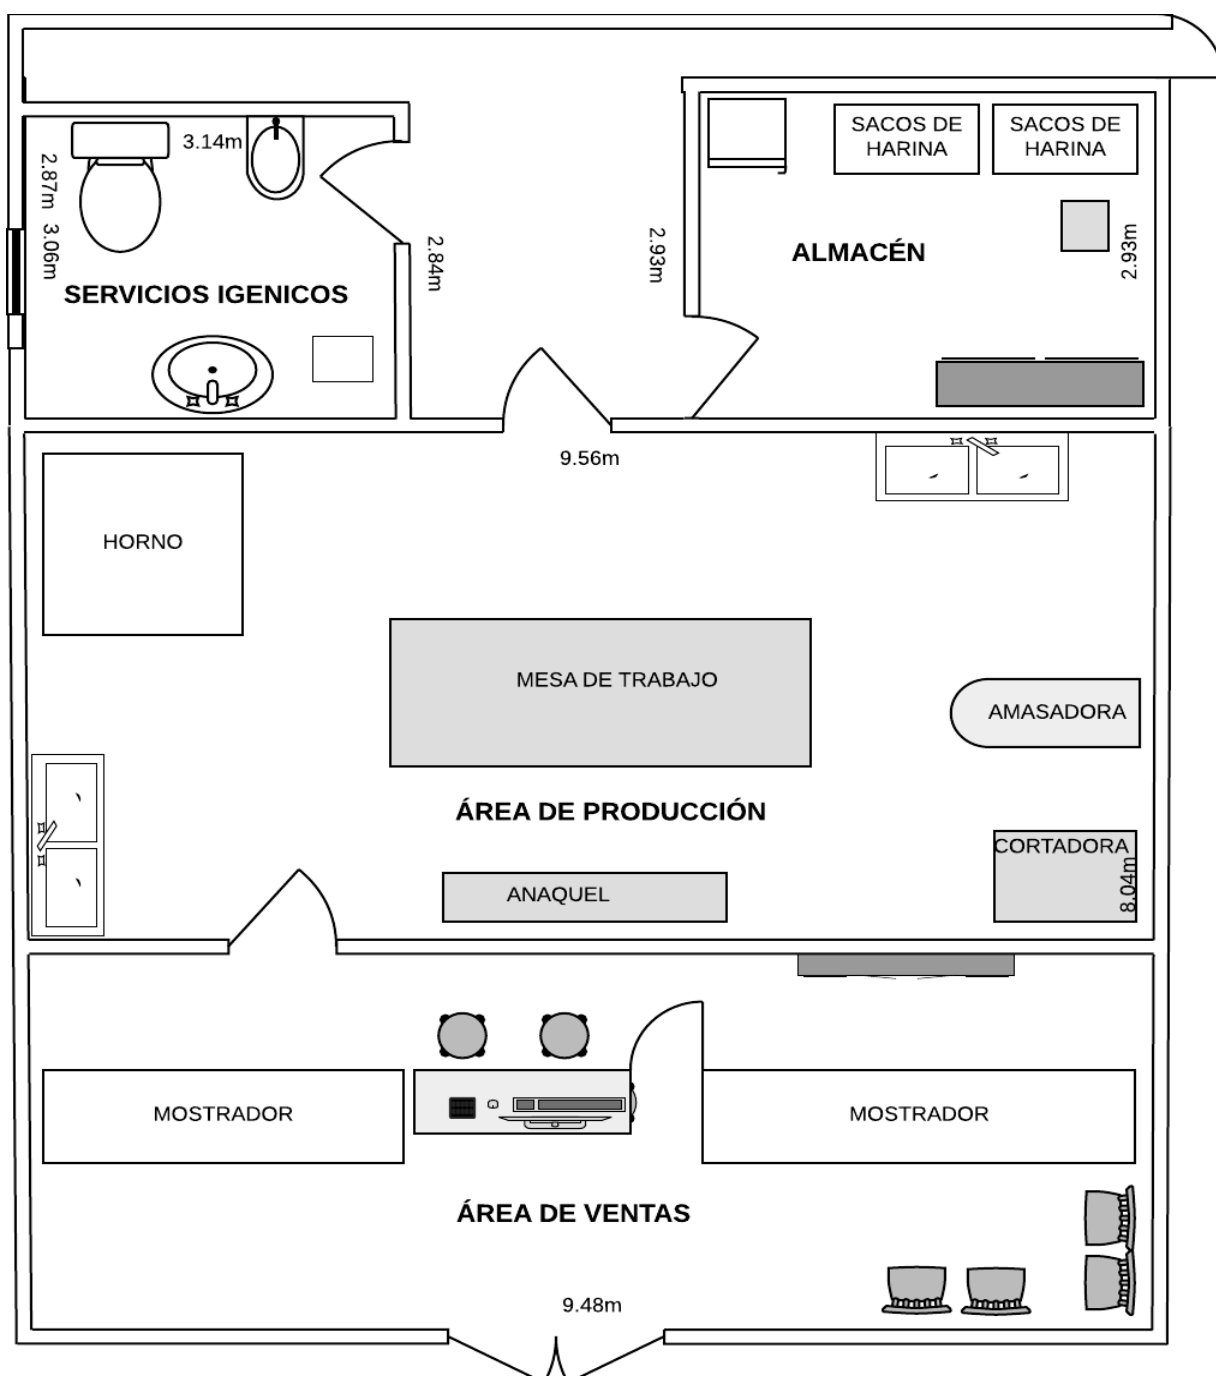 3.14m
2.87m
3.06m
SERVICIOS IGENICOS
2.84m
2.93m
SACOS DE
HARINA
SACOS DE
HARINA
ALMACÉN
2.93m
9.56m
HORNO
MESA DE TRABAJO
AMASADORA
ÁREA DE PRODUCCIÓN
CORTADORA
8.04m
ANAQUEL
MOSTRADOR
MOSTRADOR
ÁREA DE VENTAS
9.48m